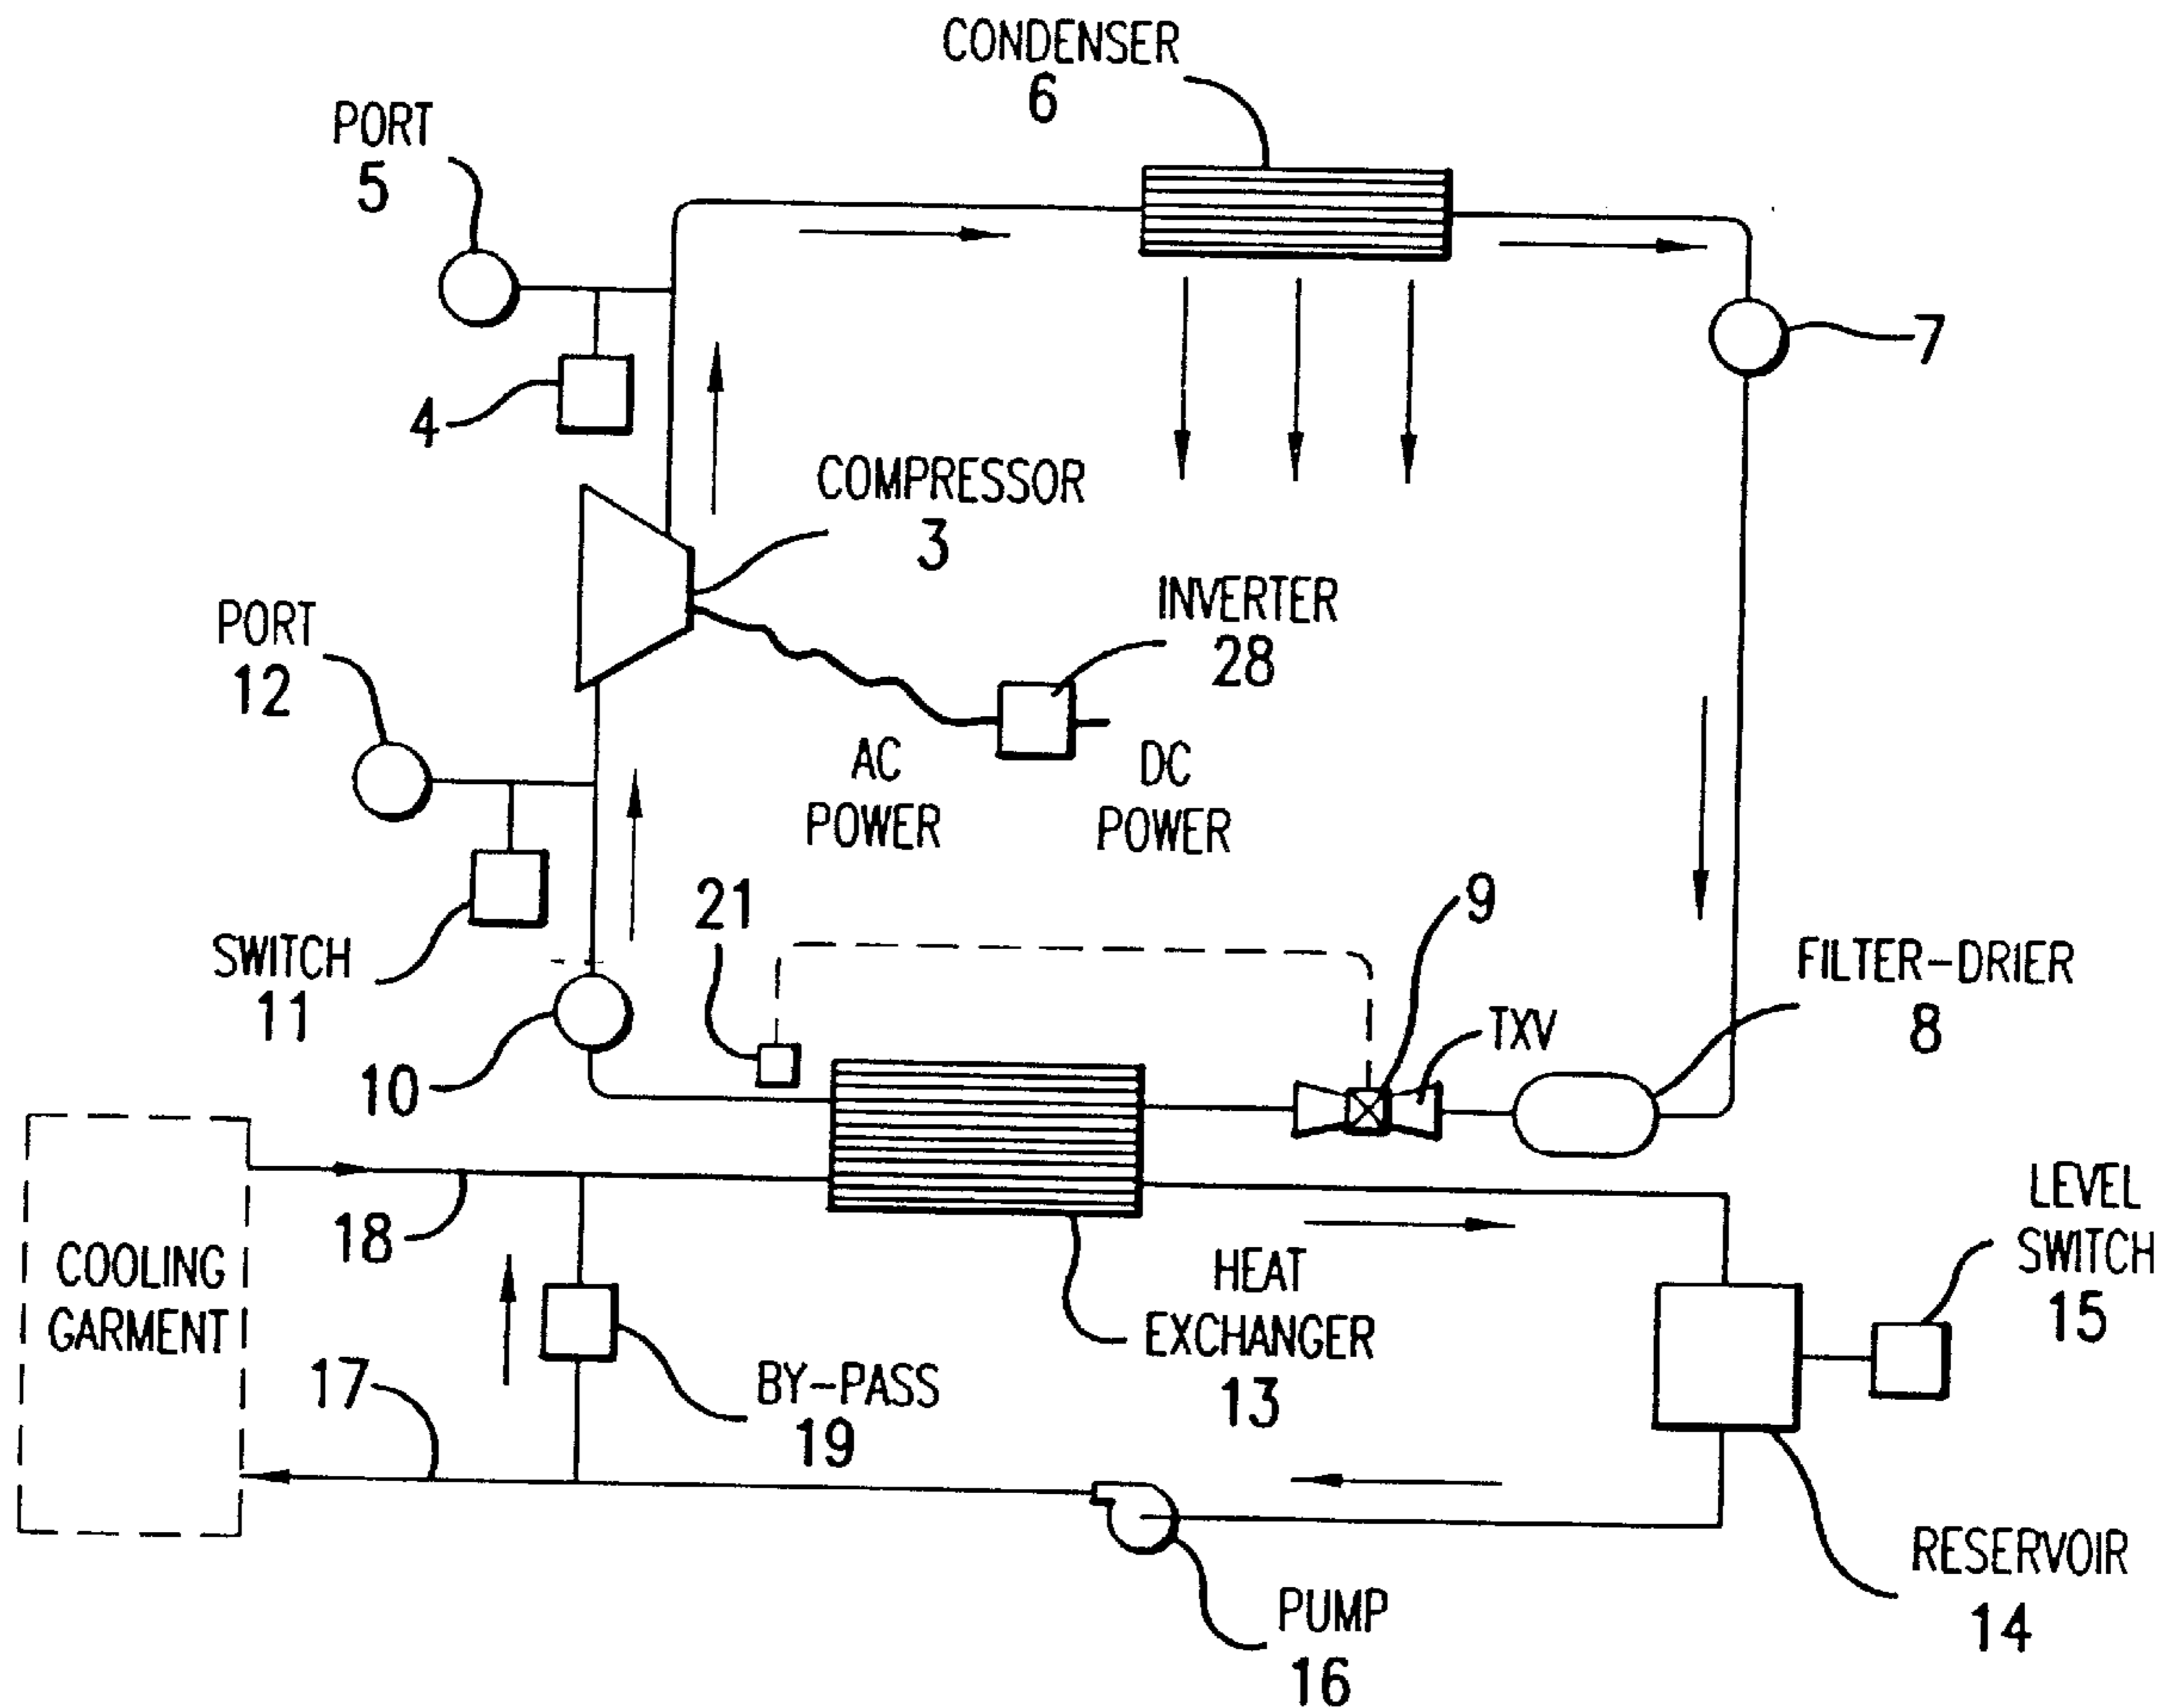 CONDENSER
6
PORT
5
7
4
COMPRESSOR
3
INVERTER
28
PORT
12
AC
POWER
DC
POWER
21
9
SWITCH
11
FILTER-DRIER
8
TXV
10
LEVEL
SWITCH
15
18
COOLING
GARMENT
HEAT
EXCHANGER
13
17
BY-PASS
19
RESERVOIR
14
PUMP
16